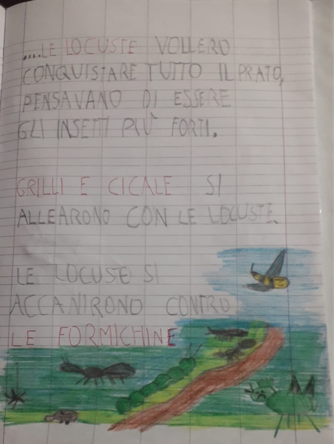 ....LE LOCUSTE VOLLERO
CONQUISTARE TUTTO IL PRATO,
PENSAVANO DI ESSERE
GLI INSETTI PIÙ FORTI.
GRILLI E CICALE SI
ALLEARONO CON LE LOCUSTE.
LE LOCUSE SI
ACCANIRONO CONTRO
LE FORMICHINE